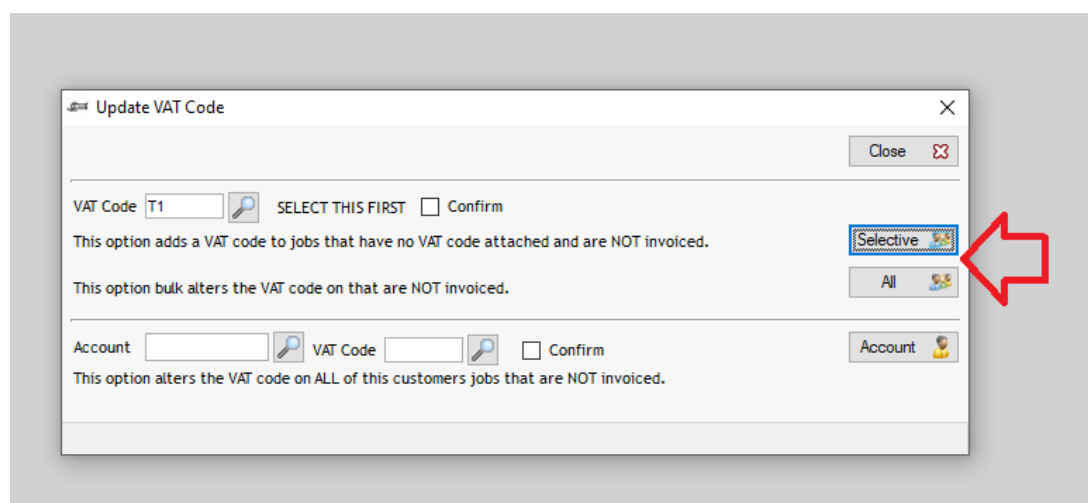 Update VAT Code
Close
VAT Code T1 SELECT THIS FIRST Confirm
This option adds a VAT code to jobs that have no VAT code attached and are NOT invoiced.
Selective
This option bulk alters the VAT code on that are NOT invoiced.
All
Account VAT Code Confirm
Account
This option alters the VAT code on ALL of this customers jobs that are NOT invoiced.